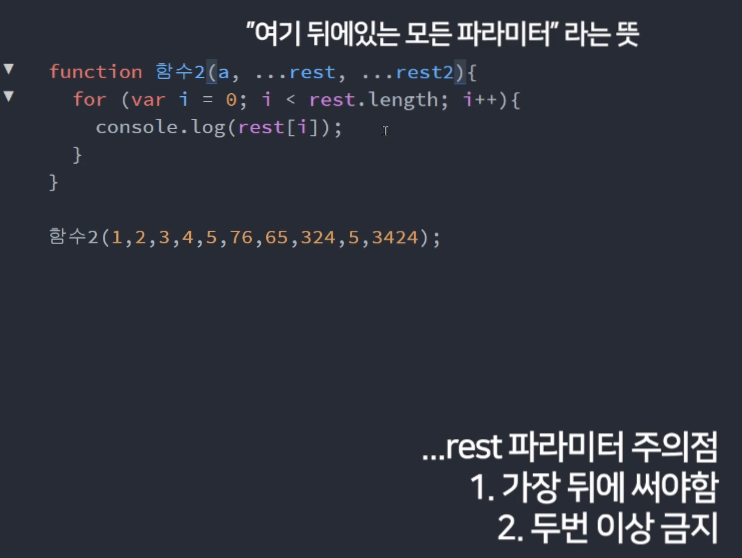 "여기 뒤에있는 모든 파라미터" 라는 뜻
function 함수2(a, ...rest, ...rest2){
for (var i = 0; i < rest.length; i++){
console.log(rest[i]);
}
}
함수2(1,2,3,4,5,76,65,324,5,3424);
...rest 파라미터 주의점
1. 가장 뒤에 써야함
2. 두번 이상 금지